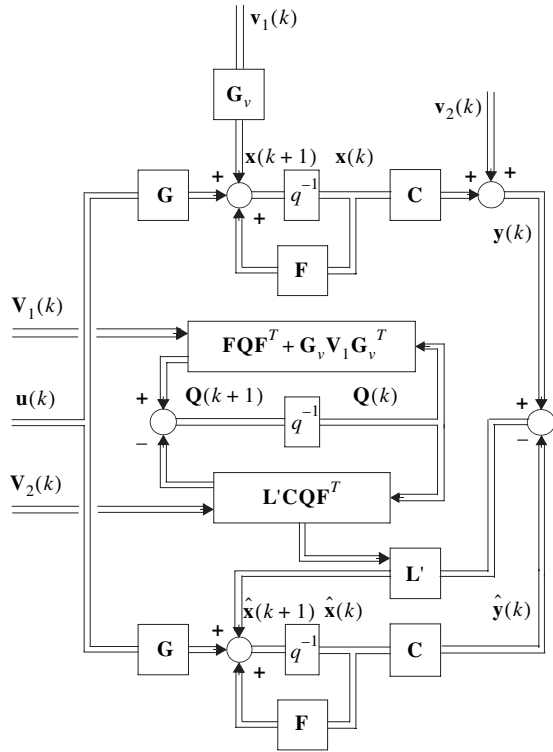 v₁(k)
G_v
v₂(k)
x(k+1) x(k)
+ + +
G q⁻¹ C
+
y(k)
F
V₁(k)
FQFᵀ + G_vV₁G_vᵀ
+ Q(k+1) Q(k)
u(k) q⁻¹ +
− −
V₂(k)
L'CQFᵀ
L'
x̂(k+1) x̂(k) ŷ(k)
+
G q⁻¹ C
+
F